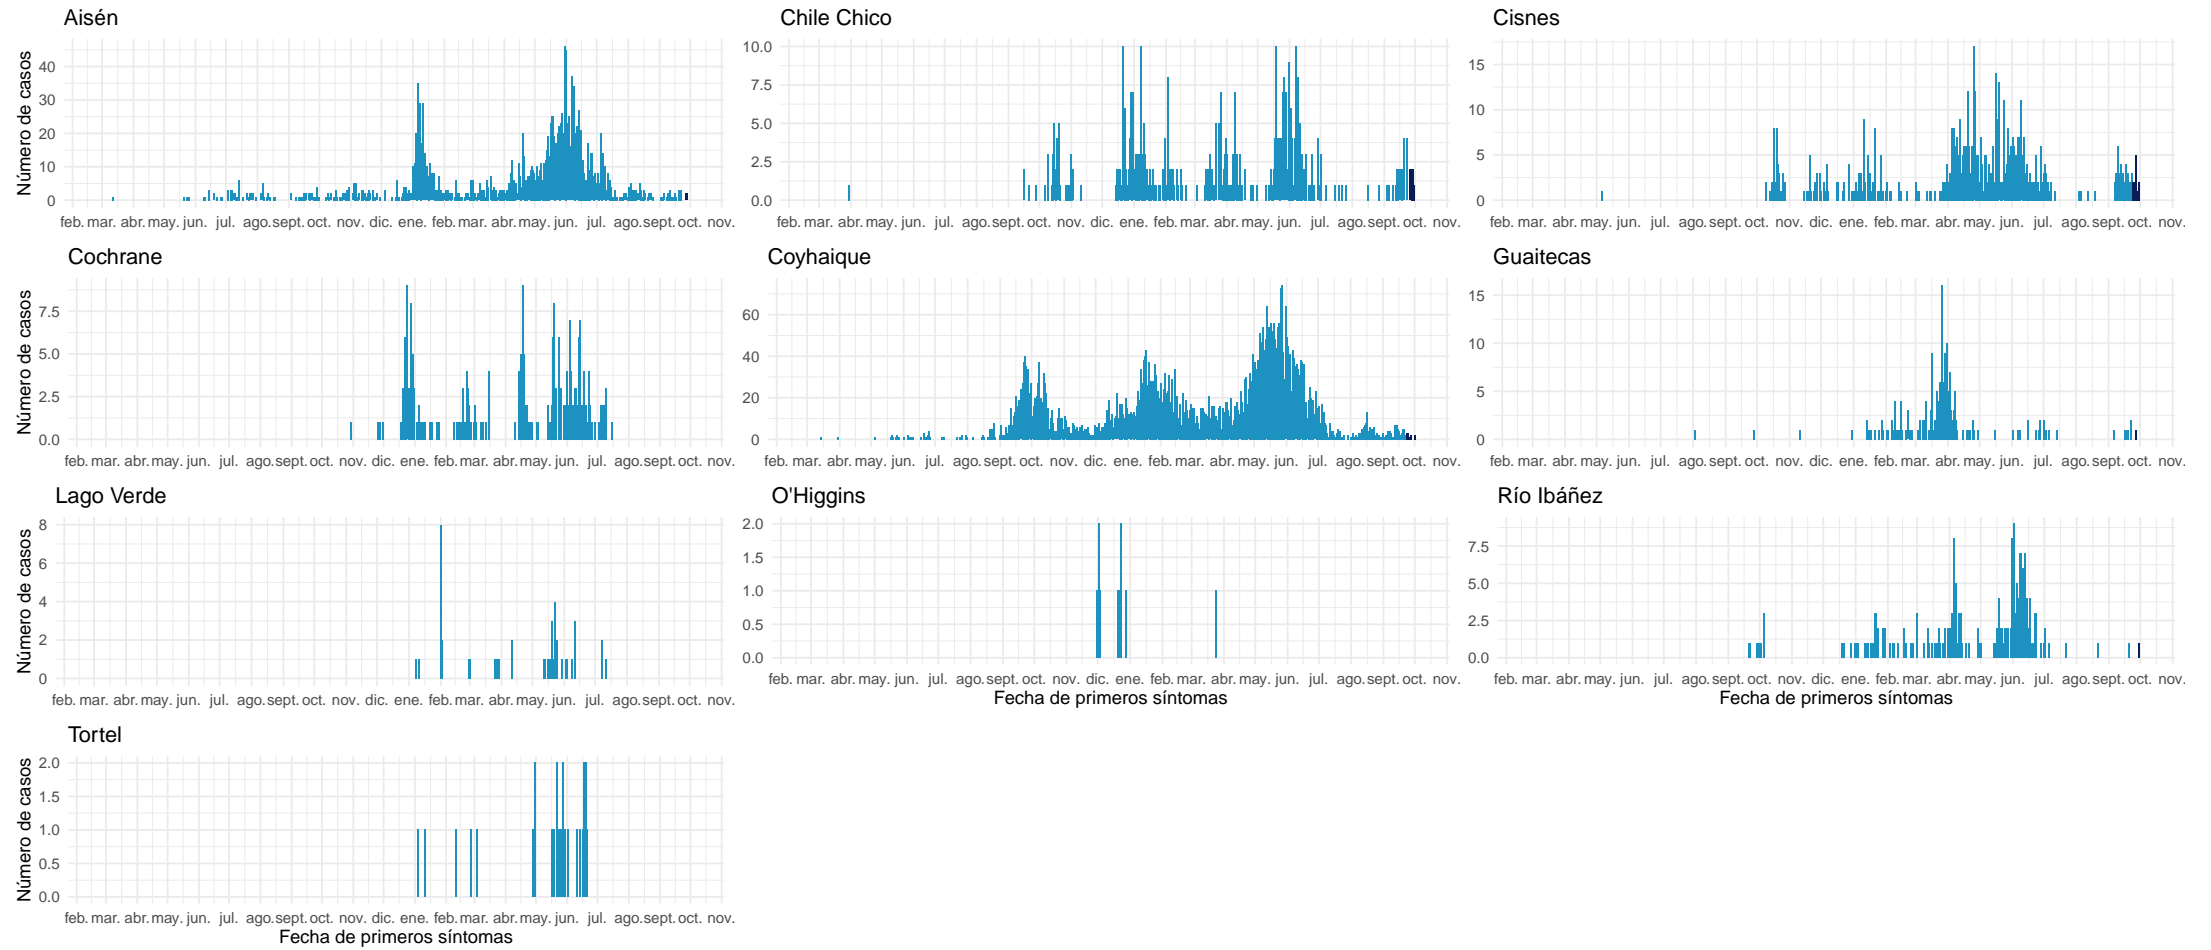 Aisén
Número de casos
40
30
20
10
0
feb. mar. abr. may. jun. jul. ago. sept. oct. nov. dic. ene. feb. mar. abr. may. jun. jul. ago. sept. oct. nov.
Chile Chico
10.0
7.5
5.0
2.5
0.0
feb. mar. abr. may. jun. jul. ago. sept. oct. nov. dic. ene. feb. mar. abr. may. jun. jul. ago. sept. oct. nov.
Cisnes
15
10
5
0
feb. mar. abr. may. jun. jul. ago. sept. oct. nov. dic. ene. feb. mar. abr. may. jun. jul. ago. sept. oct. nov.
Cochrane
Número de casos
7.5
5.0
2.5
0.0
feb. mar. abr. may. jun. jul. ago. sept. oct. nov. dic. ene. feb. mar. abr. may. jun. jul. ago. sept. oct. nov.
Coyhaique
60
40
20
0
feb. mar. abr. may. jun. jul. ago. sept. oct. nov. dic. ene. feb. mar. abr. may. jun. jul. ago. sept. oct. nov.
Guaitecas
15
10
5
0
feb. mar. abr. may. jun. jul. ago. sept. oct. nov. dic. ene. feb. mar. abr. may. jun. jul. ago. sept. oct. nov.
Lago Verde
Número de casos
8
6
4
2
0
feb. mar. abr. may. jun. jul. ago. sept. oct. nov. dic. ene. feb. mar. abr. may. jun. jul. ago. sept. oct. nov.
O'Higgins
2.0
1.5
1.0
0.5
0.0
feb. mar. abr. may. jun. jul. ago. sept. oct. nov. dic. ene. feb. mar. abr. may. jun. jul. ago. sept. oct. nov.
Fecha de primeros síntomas
Río Ibáñez
7.5
5.0
2.5
0.0
feb. mar. abr. may. jun. jul. ago. sept. oct. nov. dic. ene. feb. mar. abr. may. jun. jul. ago. sept. oct. nov.
Fecha de primeros síntomas
Tortel
Número de casos
2.0
1.5
1.0
0.5
0.0
feb. mar. abr. may. jun. jul. ago. sept. oct. nov. dic. ene. feb. mar. abr. may. jun. jul. ago. sept. oct. nov.
Fecha de primeros síntomas